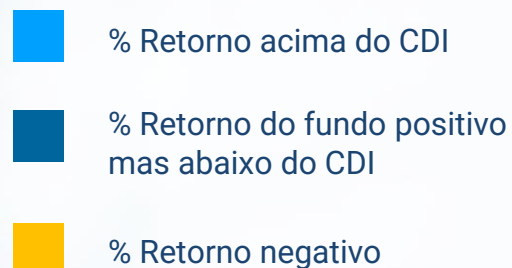 % Retorno acima do CDI
% Retorno do fundo positivo
mas abaixo do CDI
% Retorno negativo